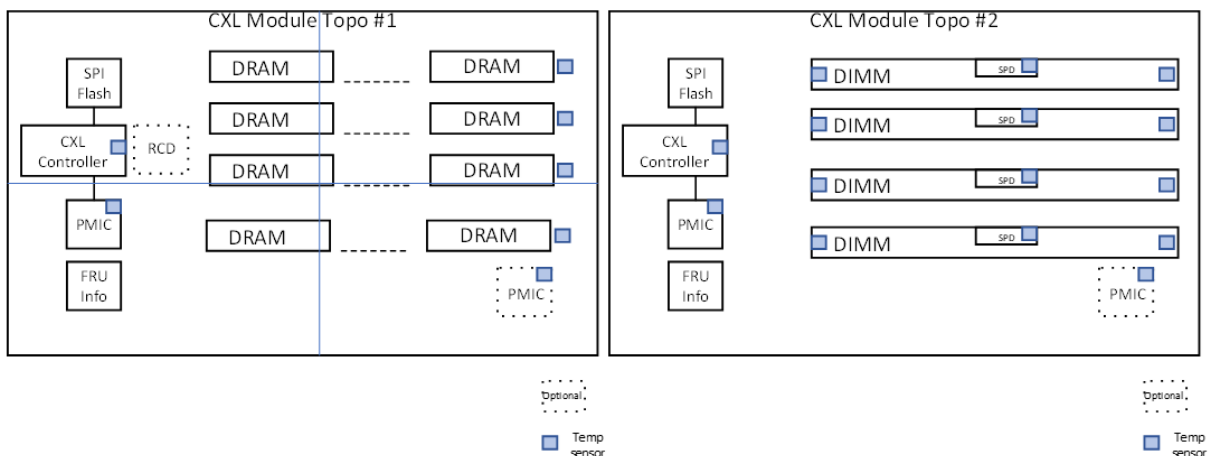 CXL Module Topo #1
SPI
Flash
DRAM
DRAM
DRAM
DRAM
CXL
Controller
RCD
DRAM
DRAM
PMIC
DRAM
DRAM
FRU
Info
PMIC
Optional
Temp
sensor
CXL Module Topo #2
SPI
Flash
DIMM
SPD
DIMM
SPD
CXL
Controller
DIMM
SPD
PMIC
DIMM
SPD
FRU
Info
PMIC
Optional
Temp
sensor